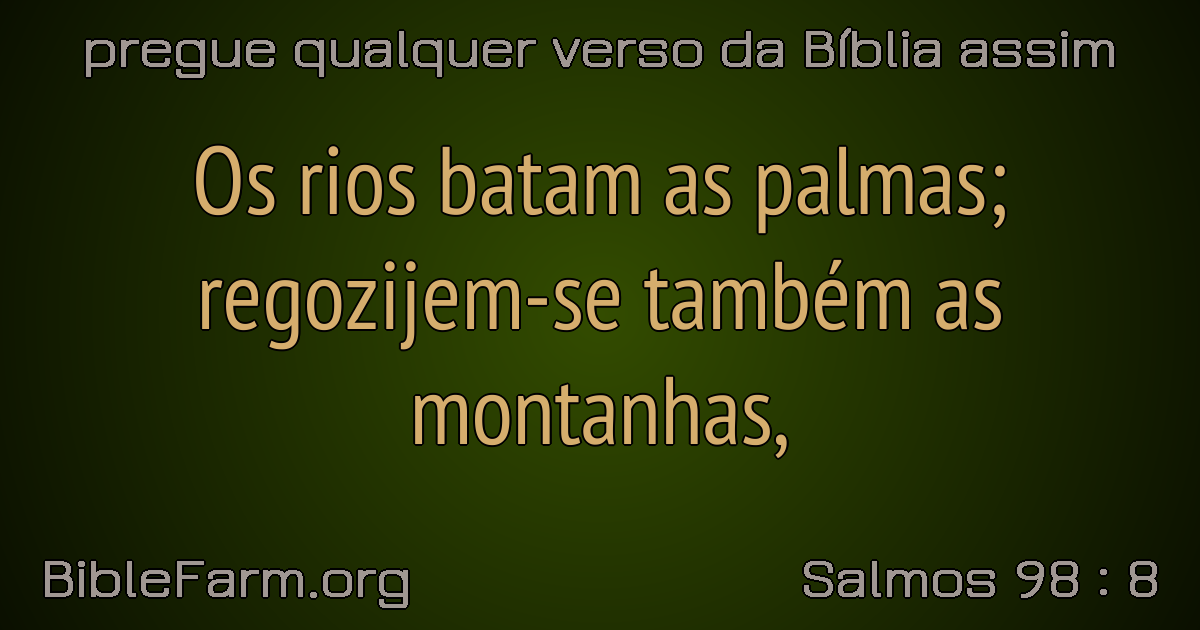 pregue qualquer verso da Bíblia assim
Os rios batam as palmas;
regozijem-se também as
montanhas,
BibleFarm.org
Salmos 98 : 8